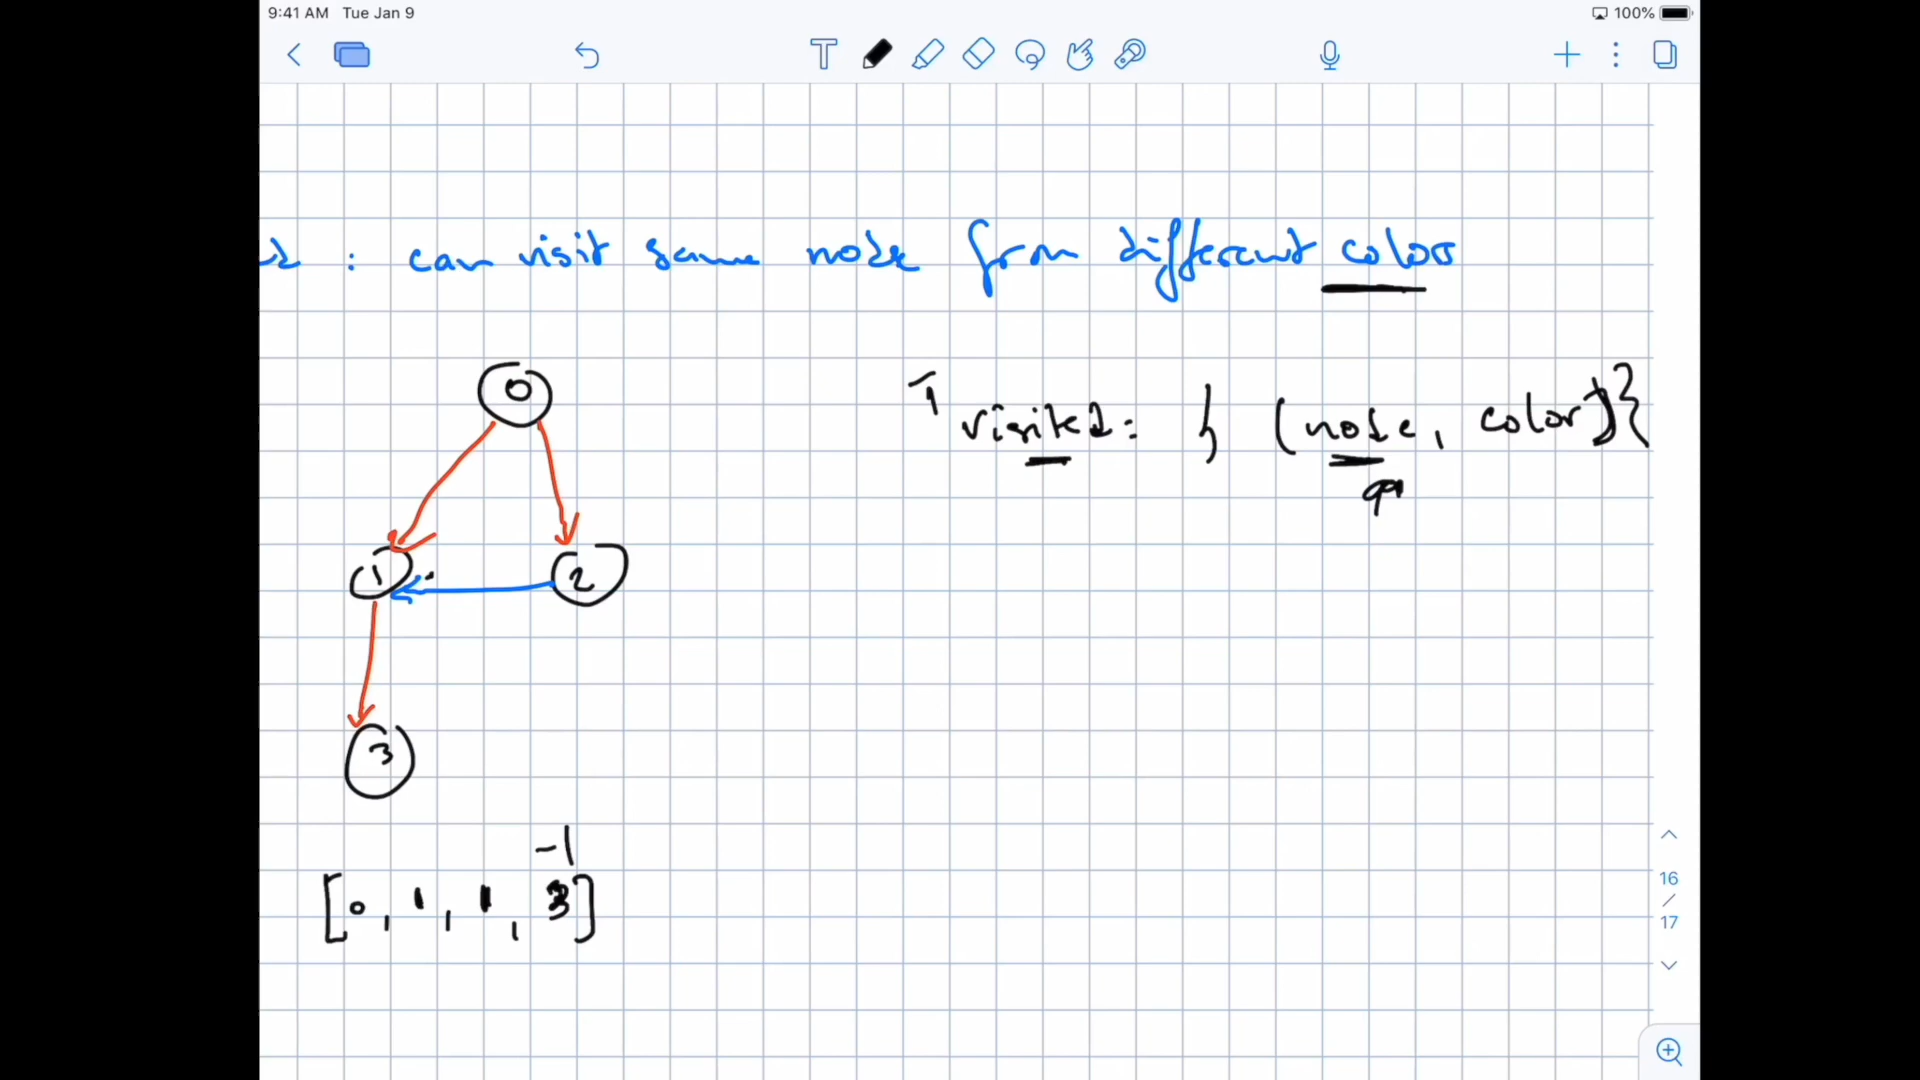 9:41 AM Tue Jan 9
100%
T
: can visit same node from different colors
visited: { (node, color) }
0
1
2
3
-1
[0, 1, 1, 3]
16
/
17